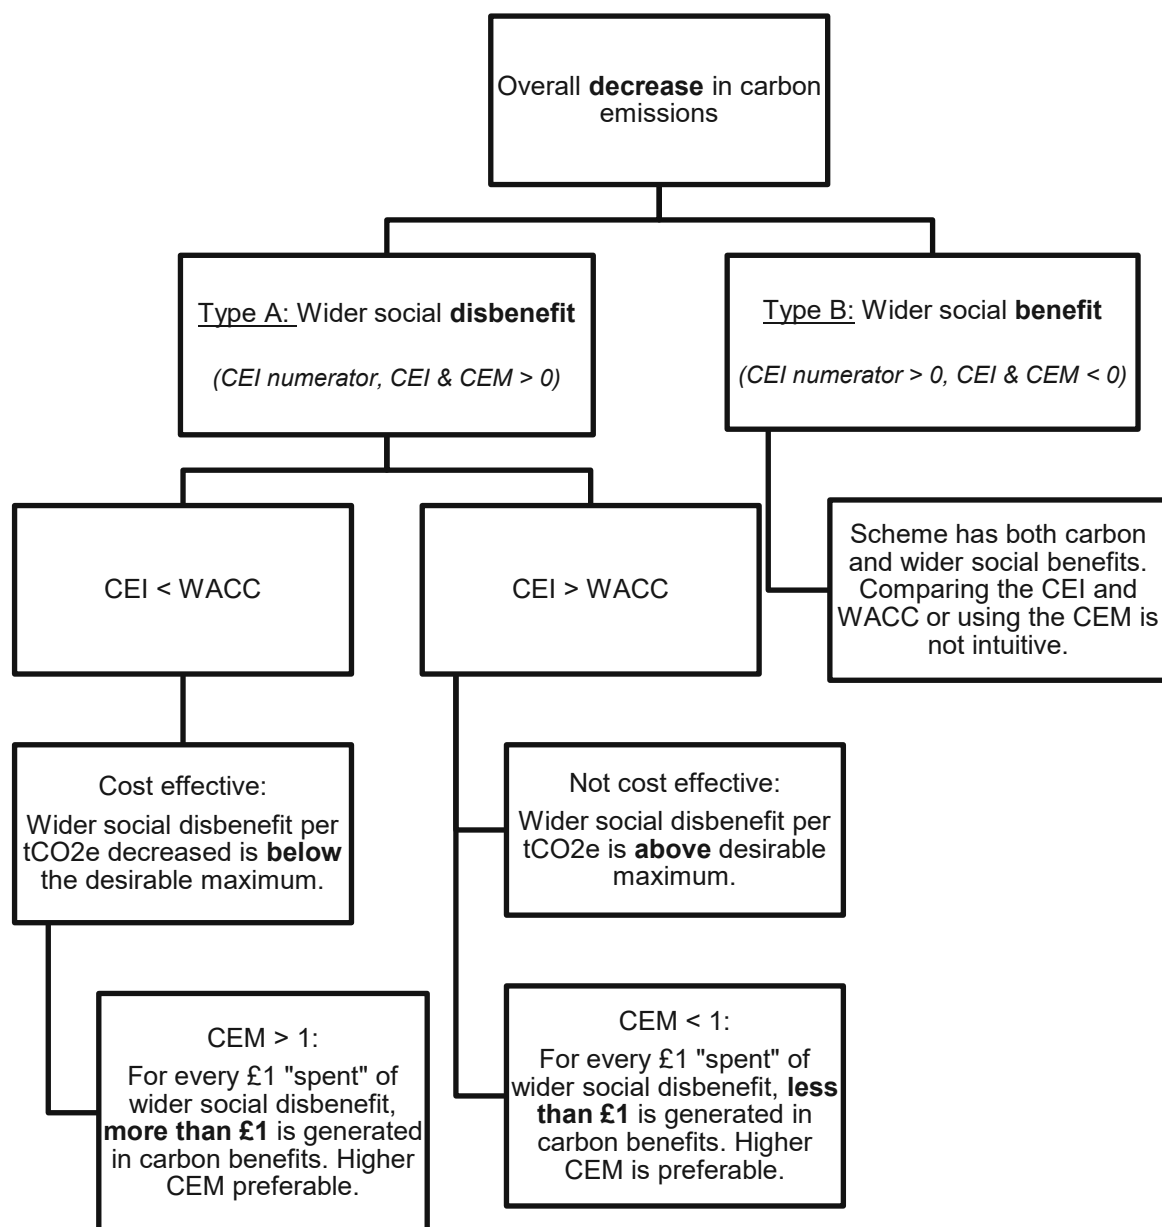 Overall decrease in carbon
emissions
Type A: Wider social disbenefit
(CEI numerator, CEI & CEM > 0)
Type B: Wider social benefit
(CEI numerator > 0, CEI & CEM < 0)
CEI < WACC
CEI > WACC
Scheme has both carbon
and wider social benefits.
Comparing the CEI and
WACC or using the CEM is
not intuitive.
Cost effective:
Wider social disbenefit per
tCO2e decreased is below
the desirable maximum.
Not cost effective:
Wider social disbenefit per
tCO2e is above desirable
maximum.
CEM > 1:
For every £1 "spent" of
wider social disbenefit,
more than £1 is generated
in carbon benefits. Higher
CEM preferable.
CEM < 1:
For every £1 "spent" of
wider social disbenefit, less
than £1 is generated in
carbon benefits. Higher
CEM is preferable.